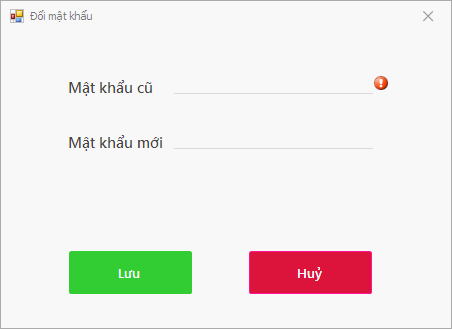 Đổi mật khẩu
Mật khẩu cũ
Mật khẩu mới
Lưu
Huỷ